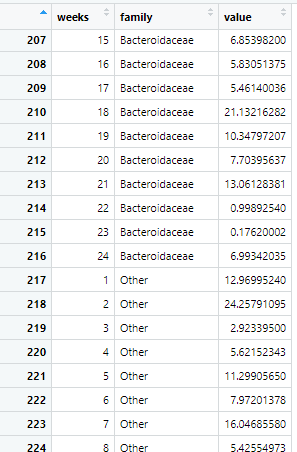 weeks family value
207 15 Bacteroidaceae 6.85398200
208 16 Bacteroidaceae 5.83051375
209 17 Bacteroidaceae 5.46140036
210 18 Bacteroidaceae 21.13216282
211 19 Bacteroidaceae 10.34797207
212 20 Bacteroidaceae 7.70395637
213 21 Bacteroidaceae 13.06128381
214 22 Bacteroidaceae 0.99892540
215 23 Bacteroidaceae 0.17620002
216 24 Bacteroidaceae 6.99342035
217 1 Other 12.96995240
218 2 Other 24.25791095
219 3 Other 2.92339500
220 4 Other 5.62152343
221 5 Other 11.29905650
222 6 Other 7.97201378
223 7 Other 16.04685580
224 8 Other 5.42554973